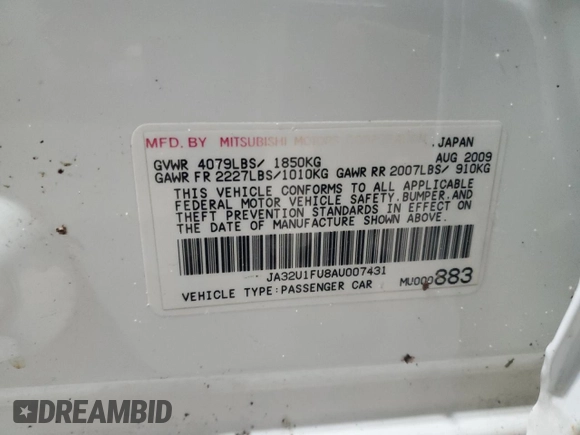 MFD. BY MITSUBISHI JAPAN
GVWR 4079LBS/ 1850KG AUG 2009
GAWR FR 2227LBS/1010KG GAWR RR 2007LBS/ 910KG
THIS VEHICLE CONFORMS TO ALL APPLICABLE
FEDERAL MOTOR VEHICLE SAFETY,BUMPER,AND
THEFT PREVENTION STANDARDS IN EFFECT ON
THE DATE OF MANUFACTURE SHOWN ABOVE.
JA32U1FU8AU007431
VEHICLE TYPE:PASSENGER CAR MU000883
DREAMBID